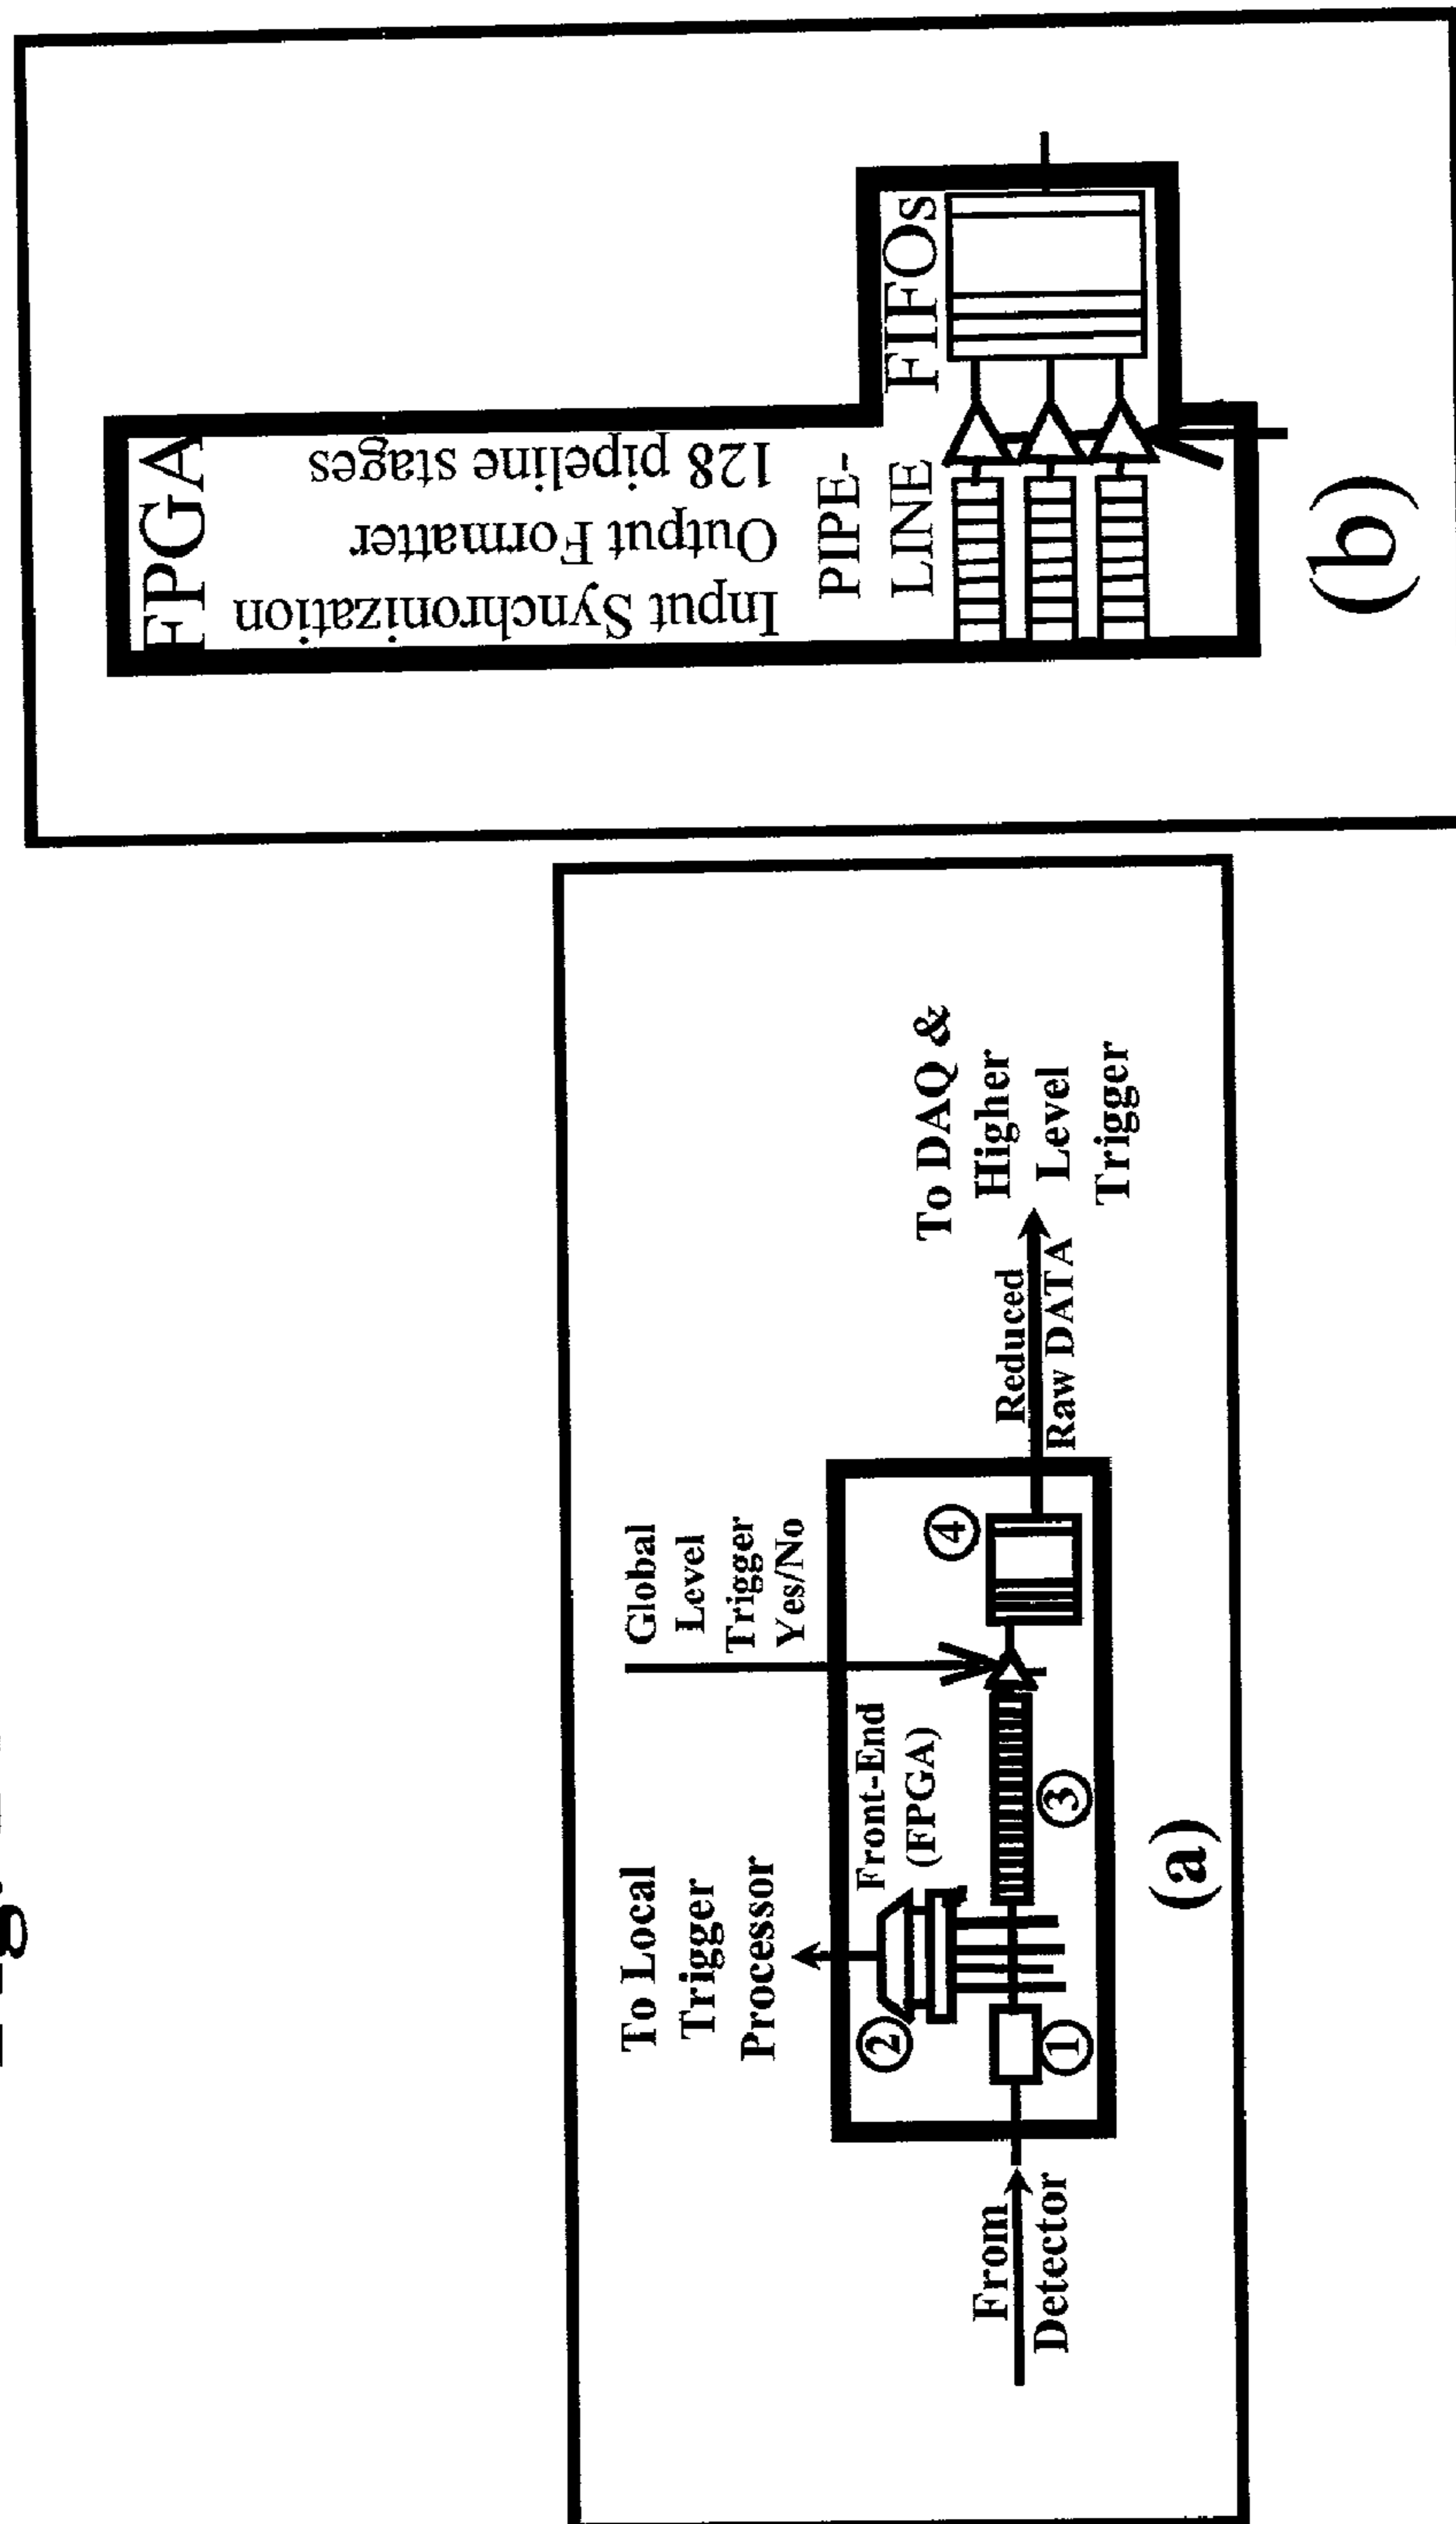 To Local
Trigger
Processor
Global
Level
Trigger
Yes/No
Front-End
(FPGA)
②
④
From
Detector
①
③
Reduced
Raw DATA
To DAQ &
Higher
Level
Trigger
(a)
FPGA
Input Synchronization
Output Formatter
128 pipeline stages
PIPE-
LINE
FIFOs
(b)